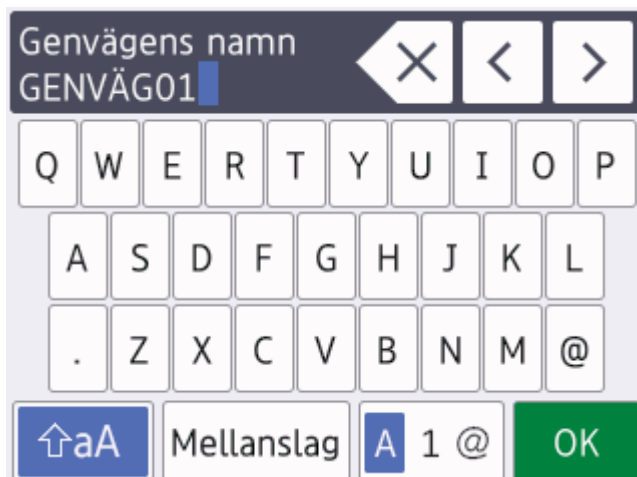 Genvägens namn
GENVÄG01
Q W E R T Y U I O P
A S D F G H J K L
. Z X C V B N M @
aA Mellanslag A 1 @ OK